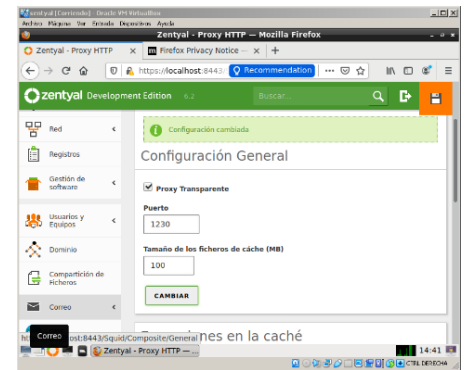 zentyal [Corriendo] - Oracle VM VirtualBox
Archivo Máquina Ver Entrada Dispositivos Ayuda
Zentyal - Proxy HTTP — Mozilla Firefox
Zentyal - Proxy HTTP × Firefox Privacy Notice — × +
https://localhost:8443 Recommendation
zentyal Development Edition 6.2 Buscar...
Red
Registros
Gestión de software
Usuarios y Equipos
Dominio
Compartición de Ficheros
Correo
Configuración cambiada
Configuración General
Proxy Transparente
Puerto
1230
Tamaño de los ficheros de cáche (MB)
100
CAMBIAR
nes en la caché
Correo
ost:8443/Squid/Composite/General
Zentyal - Proxy HTTP — ...
14:41
CTRL DERECHA